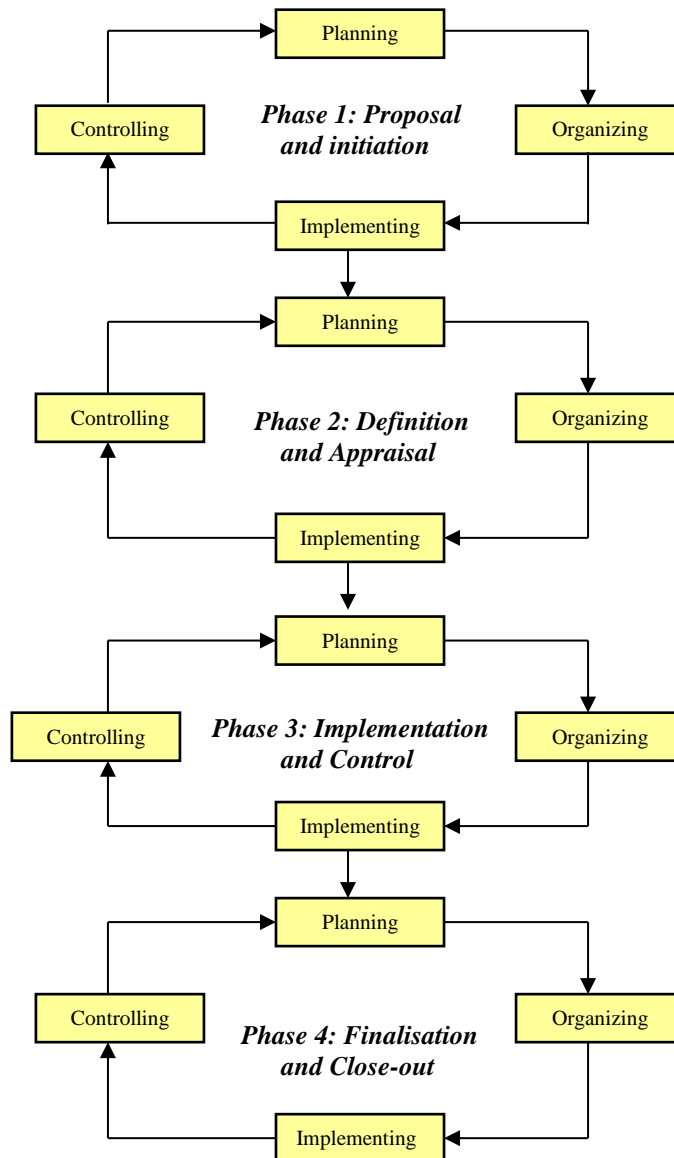 Planning
Controlling
Phase 1: Proposal
and initiation
Organizing
Implementing
Planning
Controlling
Phase 2: Definition
and Appraisal
Organizing
Implementing
Planning
Controlling
Phase 3: Implementation
and Control
Organizing
Implementing
Planning
Controlling
Phase 4: Finalisation
and Close-out
Organizing
Implementing